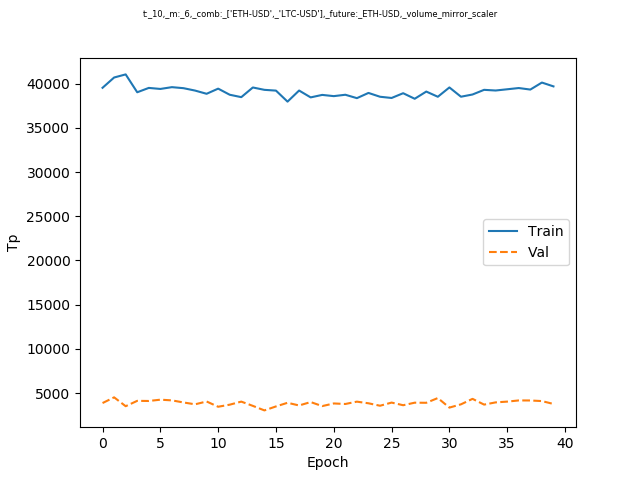 t:_10,_m:_6,_comb:_['ETH-USD',_'LTC-USD'],_future:_ETH-USD,_volume_mirror_scaler
40000
35000
30000
25000
20000
15000
10000
5000
Tp
Train
Val
0 5 10 15 20 25 30 35 40
Epoch